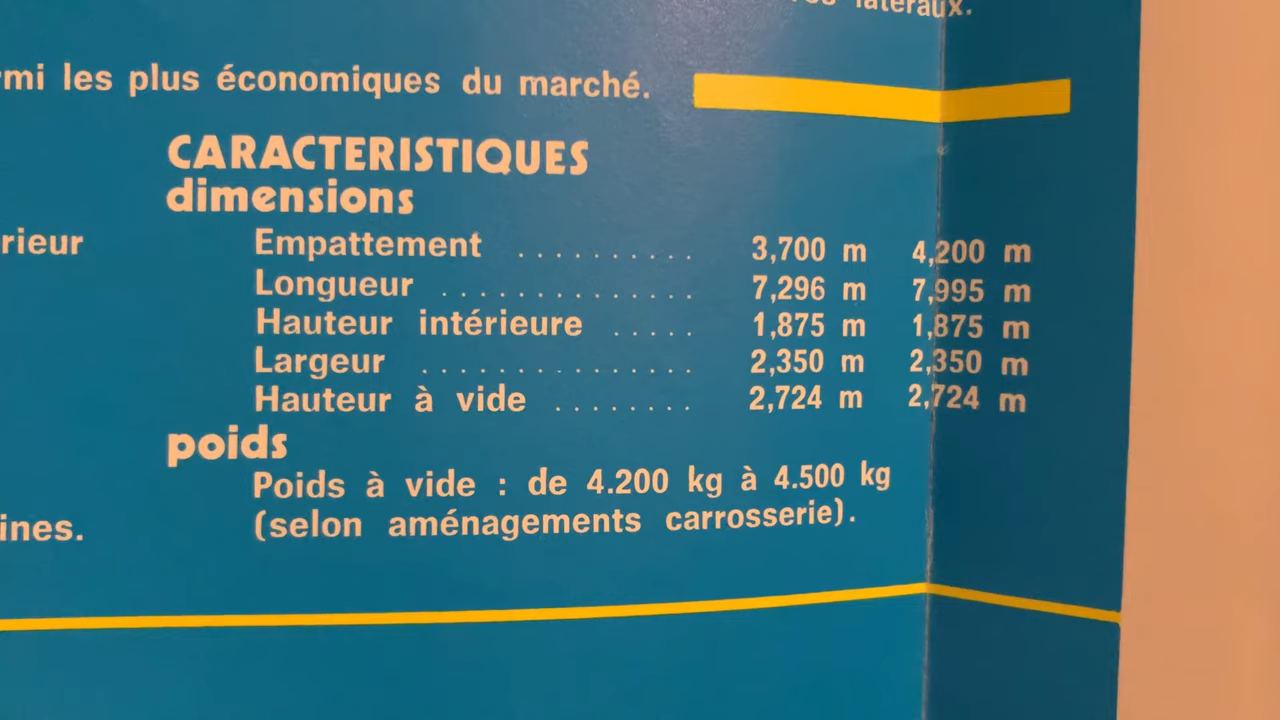 latéraux.
les plus économiques du marché.
CARACTERISTIQUES
dimensions
rieur
Empattement .......... 3,700 m 4,200 m
Longueur .............. 7,296 m 7,995 m
Hauteur intérieure ..... 1,875 m 1,875 m
Largeur .............. 2,350 m 2,350 m
Hauteur à vide ........ 2,724 m 2,724 m
poids
Poids à vide : de 4.200 kg à 4.500 kg
ines. (selon aménagements carrosserie).